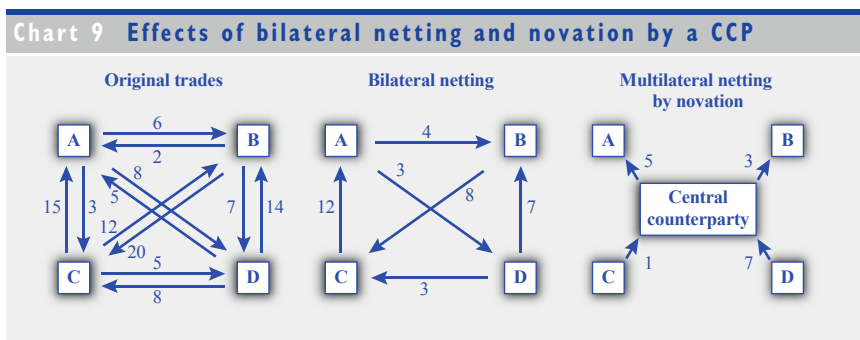 Chart 9 Effects of bilateral netting and novation by a CCP
Original trades
A
B
C
D
6
2
8
5
15
3
12
20
7
14
5
8
Bilateral netting
A
B
C
D
4
3
8
12
7
3
Multilateral netting
by novation
A
B
5
3
Central
counterparty
C
1
7
D